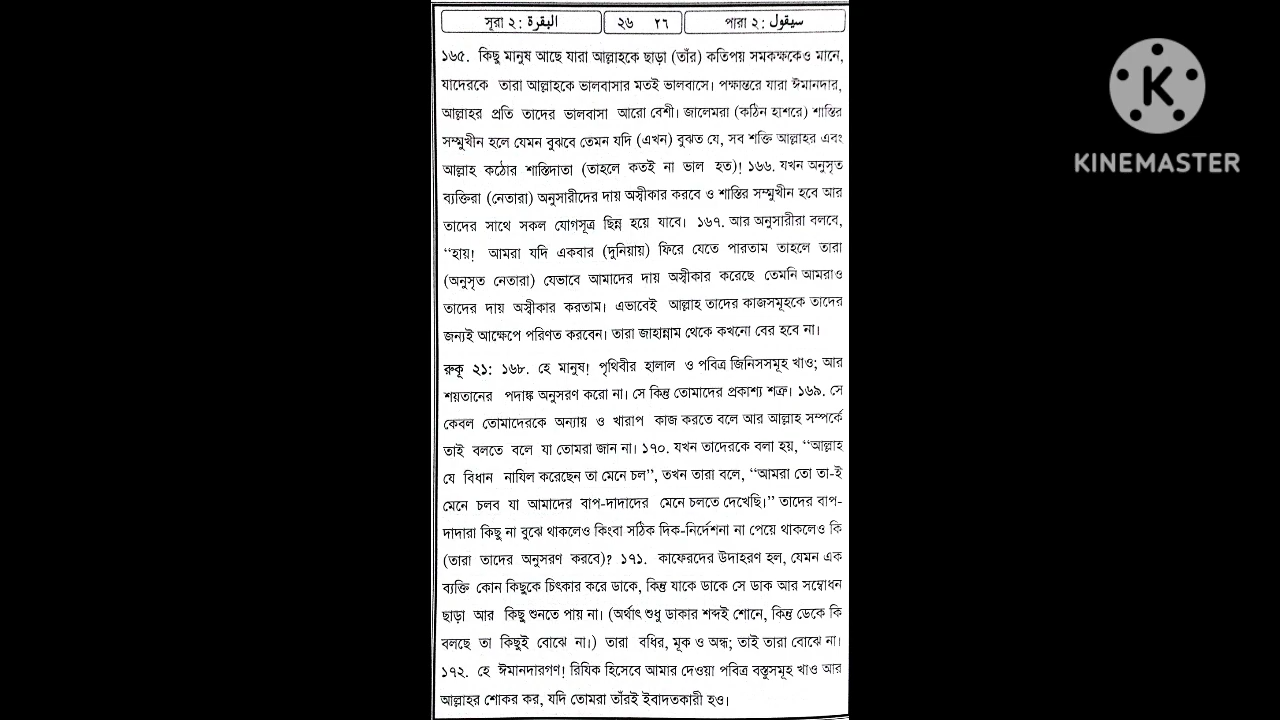 সূরা ২ : البقرة
২৬ ٢٦
পারা ২ : سيقول
১৬৫. কিছু মানুষ আছে যারা আল্লাহকে ছাড়া (তাঁর) কতিপয় সমকক্ষকেও মানে,
যাদেরকে তারা আল্লাহকে ভালবাসার মতই ভালবাসে। পক্ষান্তরে যারা ঈমানদার,
আল্লাহর প্রতি তাদের ভালবাসা আরো বেশী। জালেমরা (কঠিন হাশরে) শাস্তির
সম্মুখীন হলে যেমন বুঝবে তেমন যদি (এখন) বুঝত যে, সব শক্তি আল্লাহর এবং
আল্লাহ কঠোর শাস্তিদাতা (তাহলে কতই না ভাল হত)! ১৬৬. যখন অনুসৃত
ব্যক্তিরা (নেতারা) অনুসারীদের দায় অস্বীকার করবে ও শাস্তির সম্মুখীন হবে আর
তাদের সাথে সকল যোগসূত্র ছিন্ন হয়ে যাবে। ১৬৭. আর অনুসারীরা বলবে,
‘‘হায়! আমরা যদি একবার (দুনিয়ায়) ফিরে যেতে পারতাম তাহলে তারা
(অনুসৃত নেতারা) যেভাবে আমাদের দায় অস্বীকার করেছে তেমনি আমরাও
তাদের দায় অস্বীকার করতাম। এভাবেই আল্লাহ তাদের কাজসমূহকে তাদের
জন্যই আক্ষেপে পরিণত করবেন। তারা জাহান্নাম থেকে কখনো বের হবে না।
রুকূ ২১: ১৬৮. হে মানুষ! পৃথিবীর হালাল ও পবিত্র জিনিসসমূহ খাও; আর
শয়তানের পদাঙ্ক অনুসরণ করো না। সে কিন্তু তোমাদের প্রকাশ্য শত্রু। ১৬৯. সে
কেবল তোমাদেরকে অন্যায় ও খারাপ কাজ করতে বলে আর আল্লাহ সম্পর্কে
তাই বলতে বলে যা তোমরা জান না। ১৭০. যখন তাদেরকে বলা হয়, ‘‘আল্লাহ
যে বিধান নাযিল করেছেন তা মেনে চল’’, তখন তারা বলে, ‘‘আমরা তো তা-ই
মেনে চলব যা আমাদের বাপ-দাদাদের মেনে চলতে দেখেছি।’’ তাদের বাপ-
দাদারা কিছু না বুঝে থাকলেও কিংবা সঠিক দিক-নির্দেশনা না পেয়ে থাকলেও কি
(তারা তাদের অনুসরণ করবে)? ১৭১. কাফেরদের উদাহরণ হল, যেমন এক
ব্যক্তি কোন কিছুকে চিৎকার করে ডাকে, কিন্তু যাকে ডাকে সে ডাক আর সম্বোধন
ছাড়া আর কিছু শুনতে পায় না। (অর্থাৎ শুধু ডাকার শব্দই শোনে, কিন্তু ডেকে কি
বলছে তা কিছুই বোঝে না।) তারা বধির, মূক ও অন্ধ; তাই তারা বোঝে না।
১৭২. হে ঈমানদারগণ! রিযিক হিসেবে আমার দেওয়া পবিত্র বস্তুসমূহ খাও আর
আল্লাহর শোকর কর, যদি তোমরা তাঁরই ইবাদতকারী হও।
K
KINEMASTER